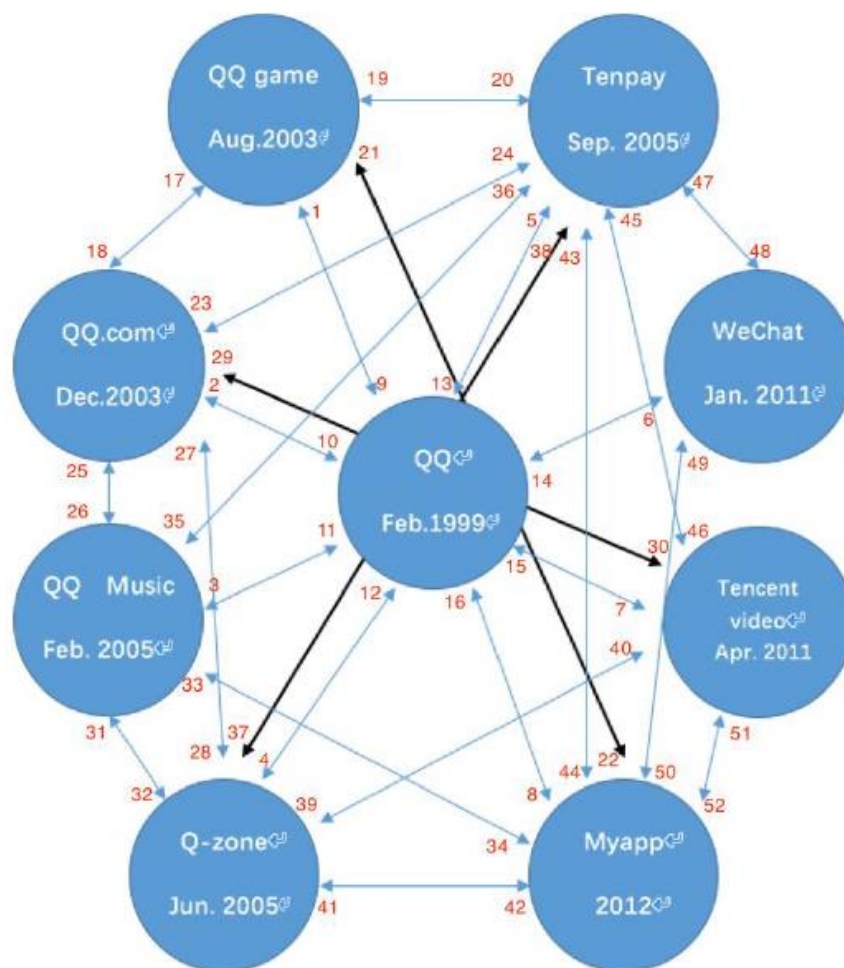 19
20
QQ game
Aug.2003
Tenpay
Sep. 2005
21
24
17
36
47
1
5
45
38
43
18
48
23
QQ.com
Dec.2003
29
2
WeChat
Jan. 2011
9
13
6
10
27
25
QQ
Feb.1999
14
49
26
35
11
46
30
15
QQ Music
Feb. 2005
3
12
16
7
Tencent
video
Apr. 2011
40
33
31
37
28
4
51
44
22
50
32
39
8
52
Q-zone
Jun. 2005
34
Myapp
2012
41
42